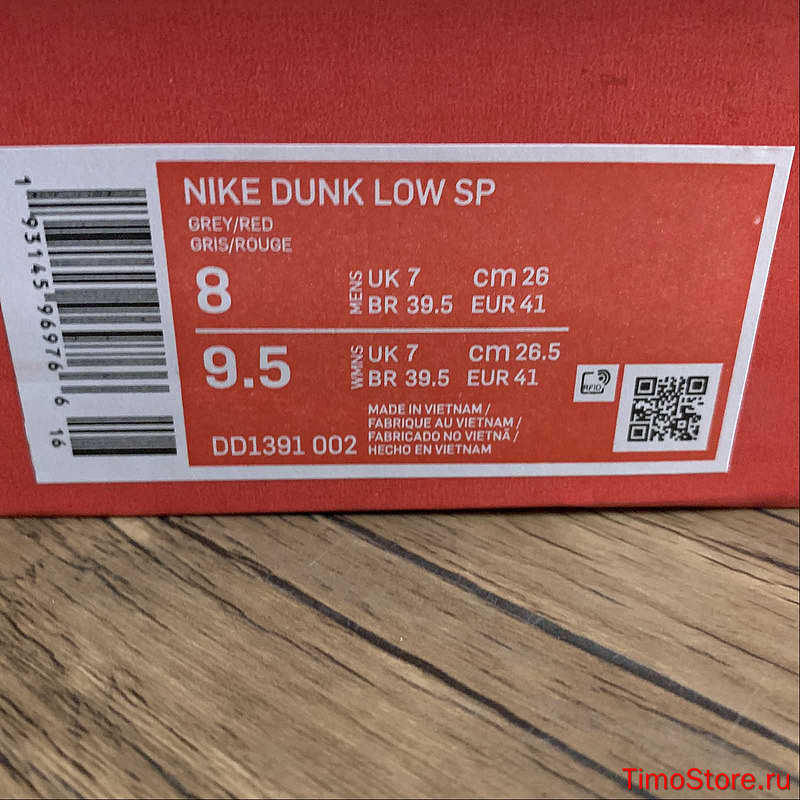 NIKE DUNK LOW SP
GREY/RED
GRIS/ROUGE
8
MENS
UK 7 cm 26
BR 39.5 EUR 41
9.5
WMNS
UK 7 cm 26.5
BR 39.5 EUR 41
RFID
MADE IN VIETNAM /
FABRIQUE AU VIETNAM /
FABRICADO NO VIETNÃ /
HECHO EN VIETNAM
DD1391 002
1 93145 96976 6 16
TimoStore.ru